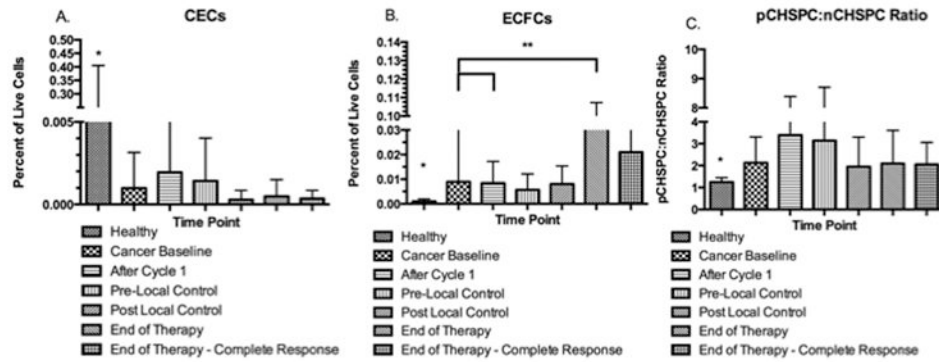 A.
CECs
Percent of Live Cells
0.50
0.45
0.40
0.35
0.30
0.005
0.000
*
Time Point
Healthy
Cancer Baseline
After Cycle 1
Pre-Local Control
Post Local Control
End of Therapy
End of Therapy - Complete Response
B.
ECFCs
Percent of Live Cells
0.14
0.13
0.12
0.11
0.10
0.03
0.02
0.01
0.00
**
*
Time Point
Healthy
Cancer Baseline
After Cycle 1
Pre-Local Control
Post Local Control
End of Therapy
End of Therapy - Complete Response
C.
pCHSPC:nCHSPC Ratio
pCHSPC:nCHSPC Ratio
10
8
6
4
3
2
1
0
*
Time Point
Healthy
Cancer Baseline
After Cycle 1
Pre-Local Control
Post Local Control
End of Therapy
End of Therapy - Complete Response